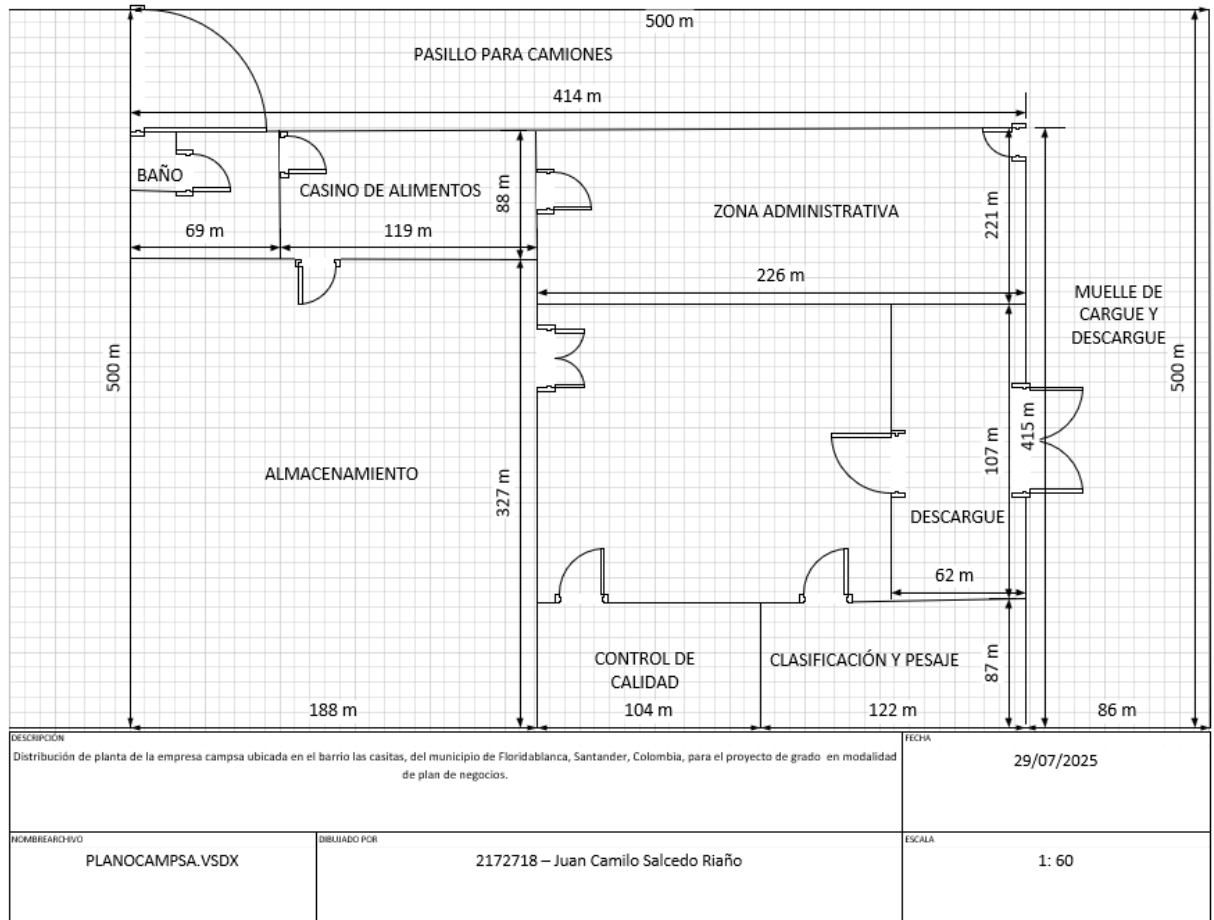 500 m
PASILLO PARA CAMIONES
414 m
BAÑO
CASINO DE ALIMENTOS
88 m
ZONA ADMINISTRATIVA
221 m
69 m
119 m
226 m
MUELLE DE
CARGUE Y
DESCARGUE
500 m
500 m
415 m
107 m
ALMACENAMIENTO
327 m
DESCARGUE
62 m
CONTROL DE
CALIDAD
CLASIFICACIÓN Y PESAJE
87 m
188 m
104 m
122 m
86 m
DESCRIPCIÓN
Distribución de planta de la empresa campsa ubicada en el barrio las casitas, del municipio de Floridablanca, Santander, Colombia, para el proyecto de grado en modalidad
de plan de negocios.
FECHA
29/07/2025
NOMBREARCHIVO
PLANOCAMPSA.VSDX
DIBUJADO POR
2172718 – Juan Camilo Salcedo Riaño
ESCALA
1: 60